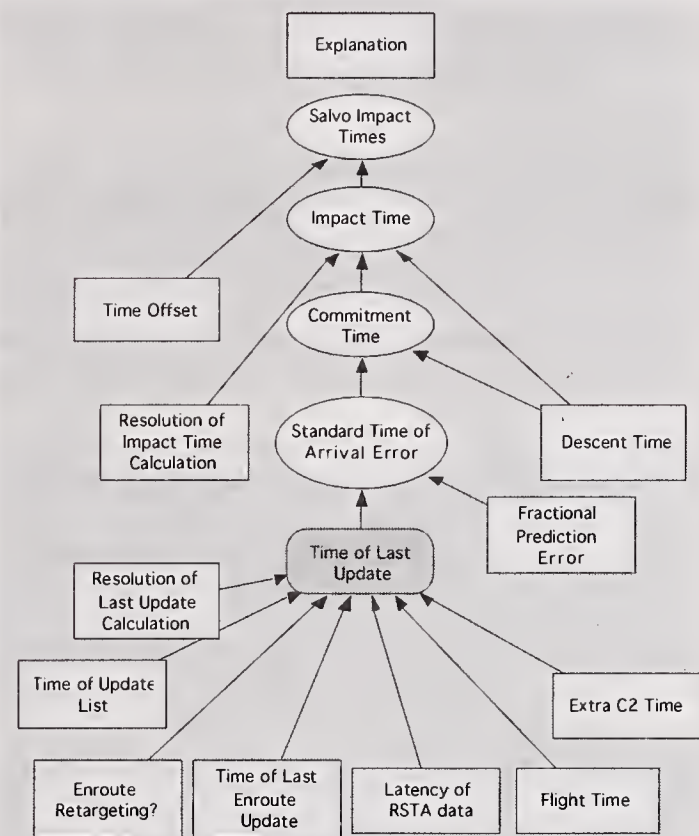 Explanation
Salvo Impact
Times
Impact Time
Time Offset
Commitment
Time
Resolution of
Impact Time
Calculation
Standard Time of
Arrival Error
Descent Time
Fractional
Prediction
Error
Time of Last
Update
Resolution of
Last Update
Calculation
Time of Update
List
Extra C2 Time
Enroute
Retargeting?
Time of Last
Enroute
Update
Latency of
RSTA data
Flight Time